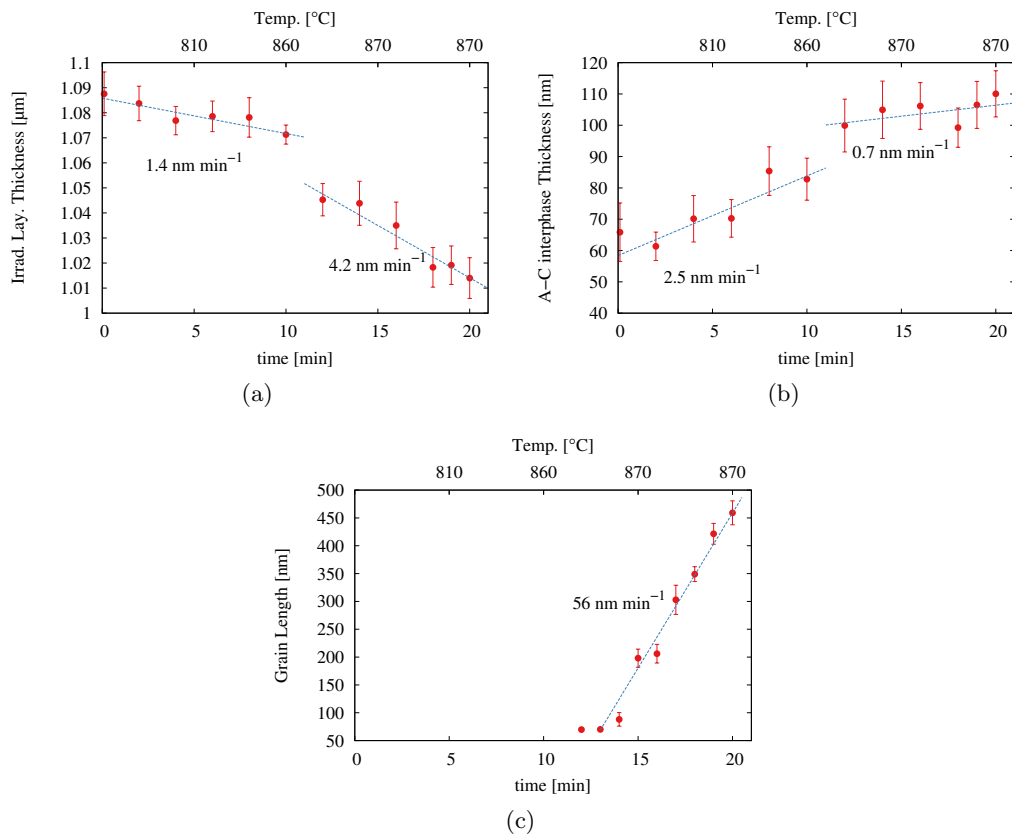 Temp. [°C]
810 860 870 870
Irrad. Lay. Thickness [µm]
1.1
1.09
1.08
1.07
1.06
1.05
1.04
1.03
1.02
1.01
1
1.4 nm min⁻¹
4.2 nm min⁻¹
0 5 10 15 20
time [min]
(a)
Temp. [°C]
810 860 870 870
A−C interphase Thickness [nm]
120
110
100
90
80
70
60
50
40
0.7 nm min⁻¹
2.5 nm min⁻¹
0 5 10 15 20
time [min]
(b)
Temp. [°C]
810 860 870 870
Grain Length [nm]
500
450
400
350
300
250
200
150
100
50
56 nm min⁻¹
0 5 10 15 20
time [min]
(c)